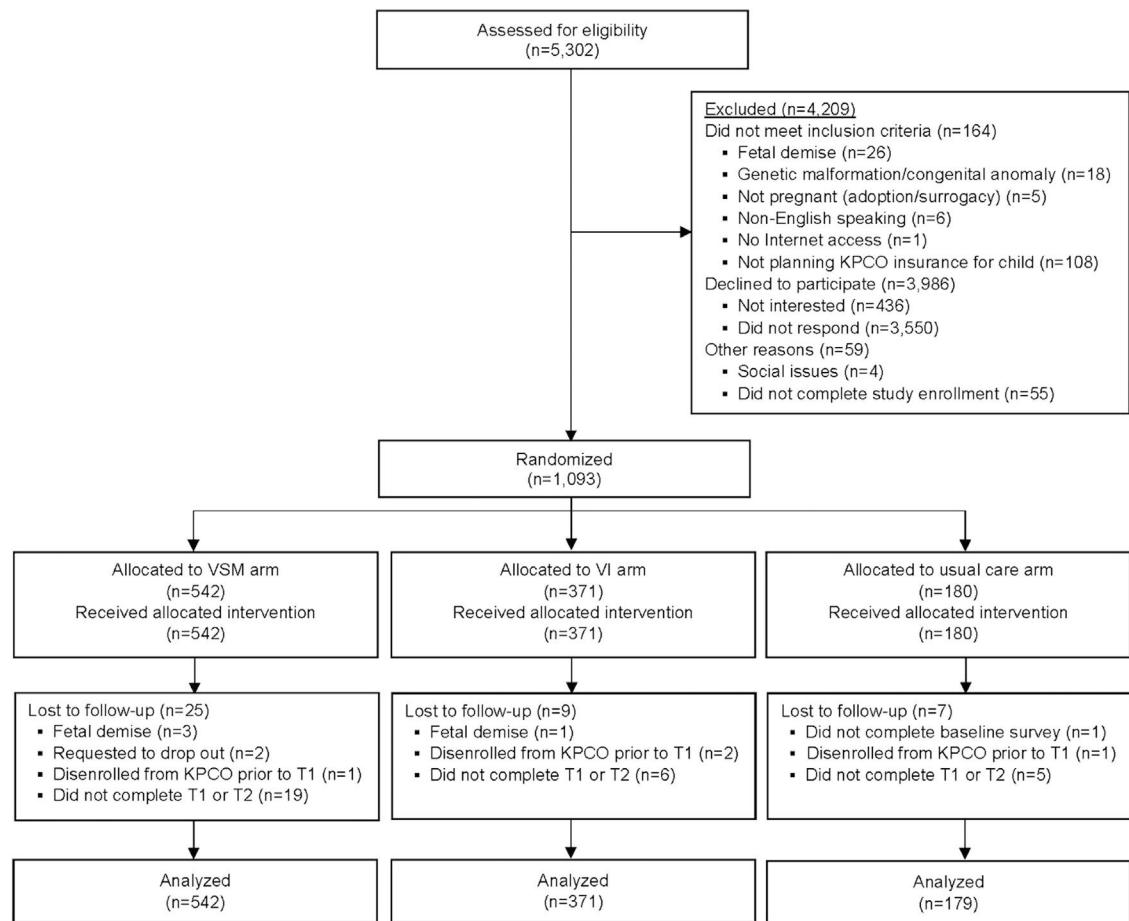 Assessed for eligibility
(n=5,302)
Excluded (n=4,209)
Did not meet inclusion criteria (n=164)
▪ Fetal demise (n=26)
▪ Genetic malformation/congenital anomaly (n=18)
▪ Not pregnant (adoption/surrogacy) (n=5)
▪ Non-English speaking (n=6)
▪ No Internet access (n=1)
▪ Not planning KPCO insurance for child (n=108)
Declined to participate (n=3,986)
▪ Not interested (n=436)
▪ Did not respond (n=3,550)
Other reasons (n=59)
▪ Social issues (n=4)
▪ Did not complete study enrollment (n=55)
Randomized
(n=1,093)
Allocated to VSM arm
(n=542)
Received allocated intervention
(n=542)
Allocated to VI arm
(n=371)
Received allocated intervention
(n=371)
Allocated to usual care arm
(n=180)
Received allocated intervention
(n=180)
Lost to follow-up (n=25)
▪ Fetal demise (n=3)
▪ Requested to drop out (n=2)
▪ Disenrolled from KPCO prior to T1 (n=1)
▪ Did not complete T1 or T2 (n=19)
Lost to follow-up (n=9)
▪ Fetal demise (n=1)
▪ Disenrolled from KPCO prior to T1 (n=2)
▪ Did not complete T1 or T2 (n=6)
Lost to follow-up (n=7)
▪ Did not complete baseline survey (n=1)
▪ Disenrolled from KPCO prior to T1 (n=1)
▪ Did not complete T1 or T2 (n=5)
Analyzed
(n=542)
Analyzed
(n=371)
Analyzed
(n=179)